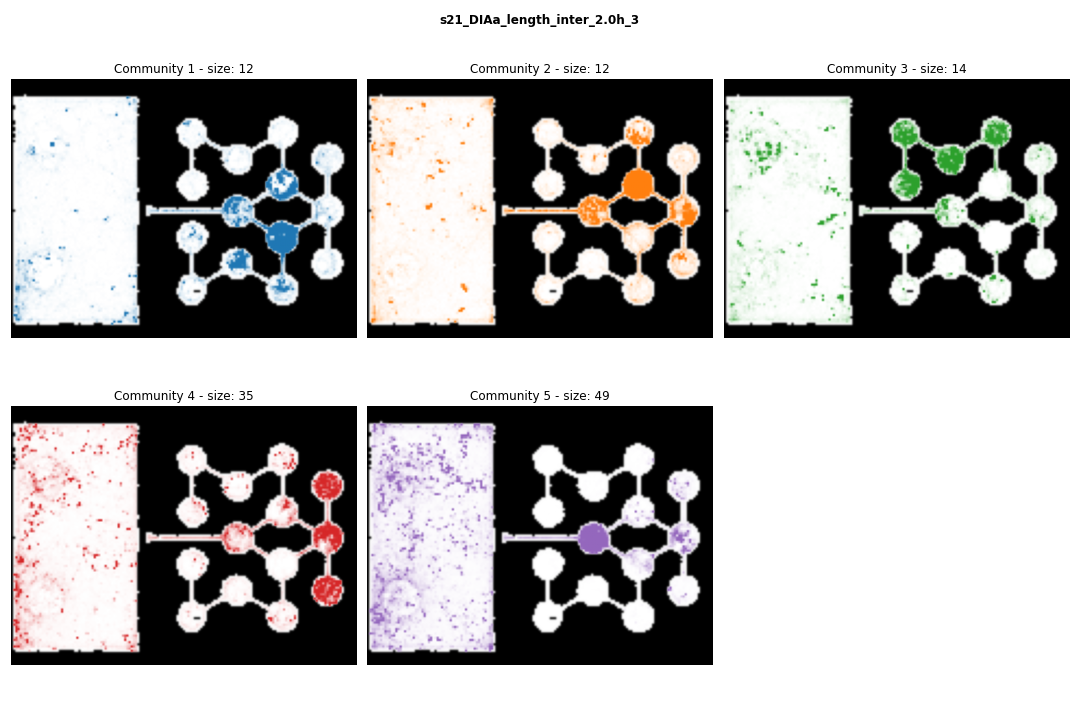 s21_DIAa_length_inter_2.0h_3
Community 1 - size: 12
Community 2 - size: 12
Community 3 - size: 14
Community 4 - size: 35
Community 5 - size: 49